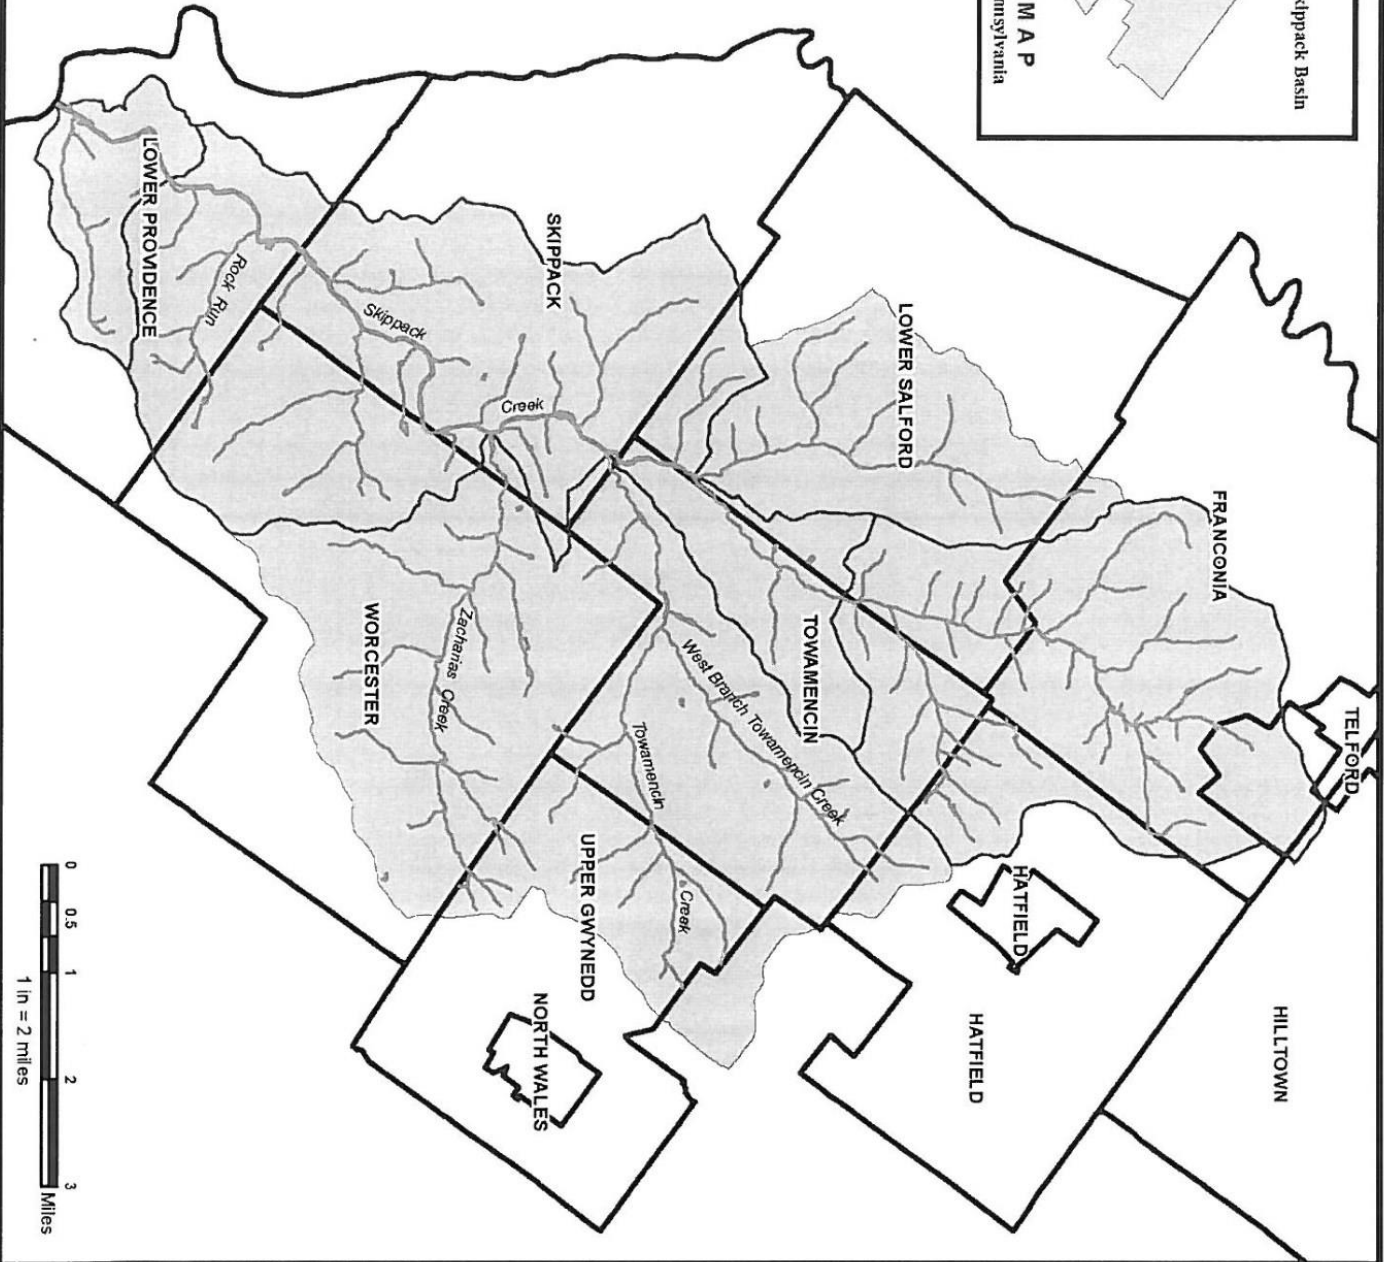 kippack Basin
MAP
nnsylvania
TELFORD
HILLTOWN
FRANCONIA
HATFIELD
HATFIELD
LOWER SALFORD
TOWAMENCIN
West Branch Towamencin Creek
Towamencin
Creek
UPPER GWYNEDD
NORTH WALES
SKIPPACK
Skippack
Creek
Zacharias Creek
WORCESTER
Rock Run
LOWER PROVIDENCE
0 0.5 1 2 3
Miles
1 in = 2 miles